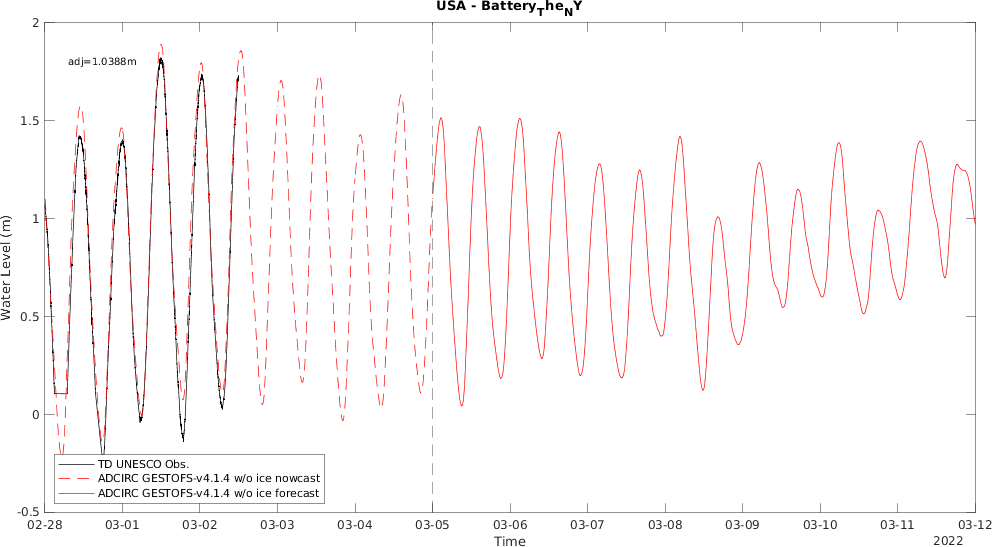 USA - Battery_The_NY
adj=1.0388m
Water Level (m)
2
1.5
1
0.5
0
-0.5
TD UNESCO Obs.
ADCIRC GESTOFS-v4.1.4 w/o ice nowcast
ADCIRC GESTOFS-v4.1.4 w/o ice forecast
02-28 03-01 03-02 03-03 03-04 03-05 03-06 03-07 03-08 03-09 03-10 03-11 03-12
Time
2022